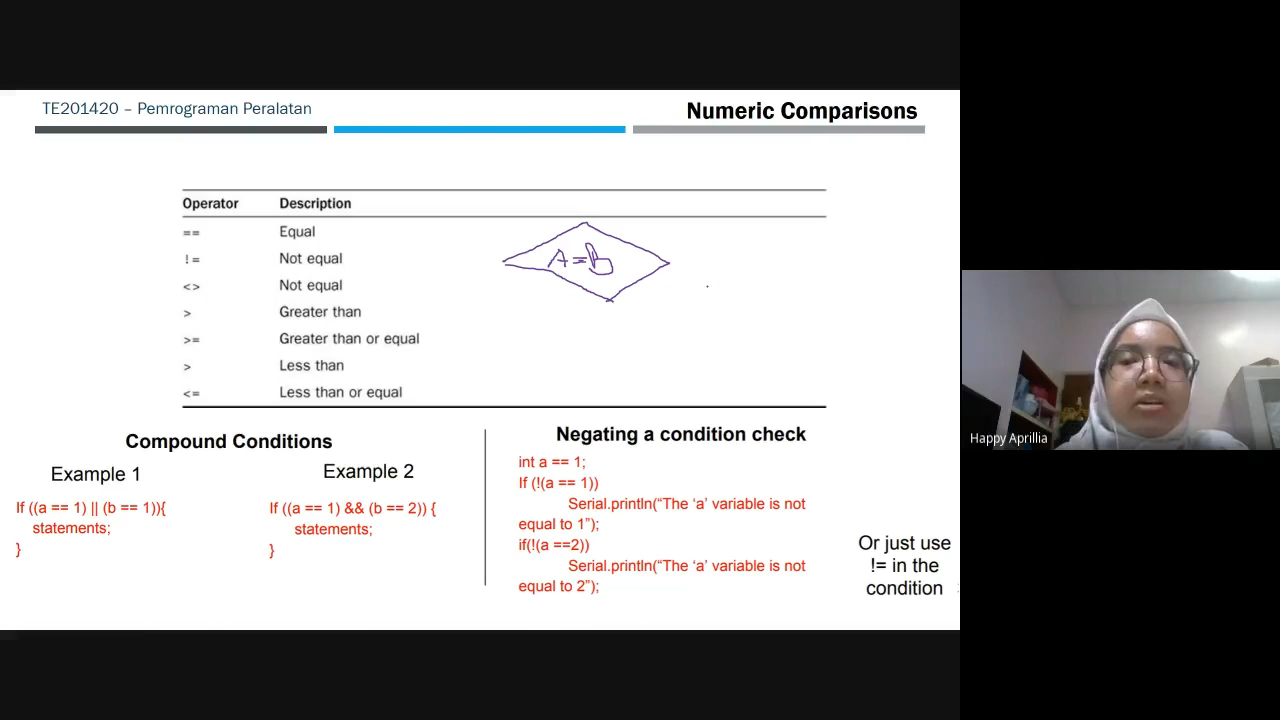 TE201420 – Pemrograman Peralatan
Numeric Comparisons
Operator Description
== Equal
!= Not equal
<> Not equal
> Greater than
>= Greater than or equal
> Less than
<= Less than or equal
A=B
Compound Conditions
Example 1
If ((a == 1) || (b == 1)){
statements;
}
Example 2
If ((a == 1) && (b == 2)) {
statements;
}
Negating a condition check
int a == 1;
If (!(a == 1))
Serial.println(“The ‘a’ variable is not
equal to 1”);
if(!(a ==2))
Serial.println(“The ‘a’ variable is not
equal to 2”);
Or just use
!= in the
condition
Happy Aprillia